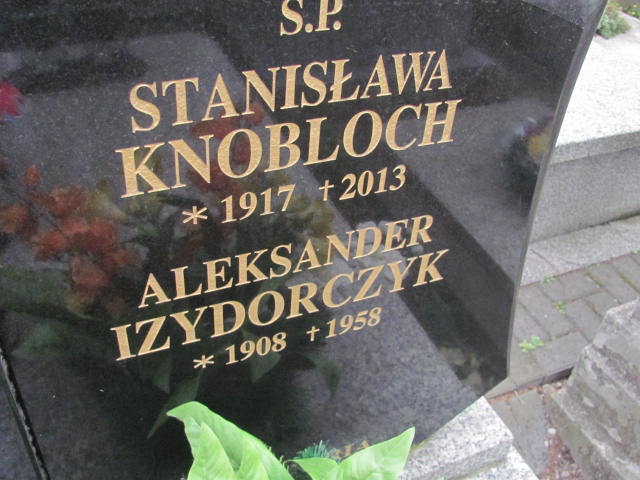 Ś.P.
STANISŁAWA
KNOBLOCH
* 1917 † 2013
ALEKSANDER
IZYDORCZYK
* 1908 † 1958